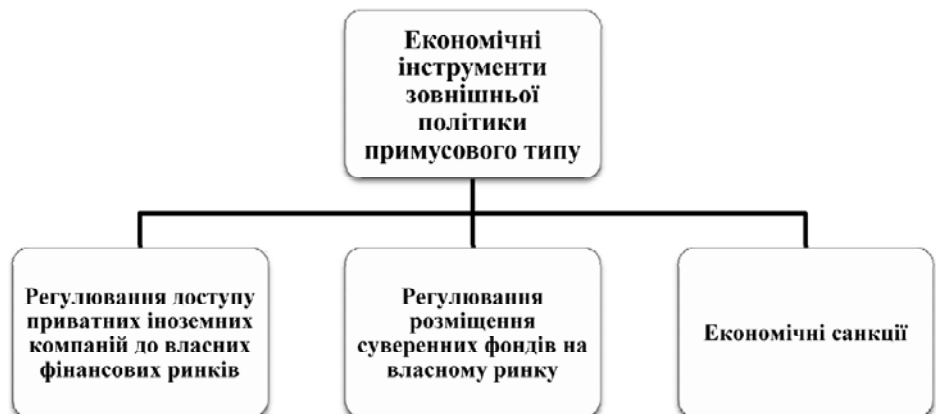 Економічні
інструменти
зовнішньої
політики
примусового типу
Регулювання доступу
приватних іноземних
компаній до власних
фінансових ринків
Регулювання
розміщення
суверенних фондів на
власному ринку
Економічні санкції